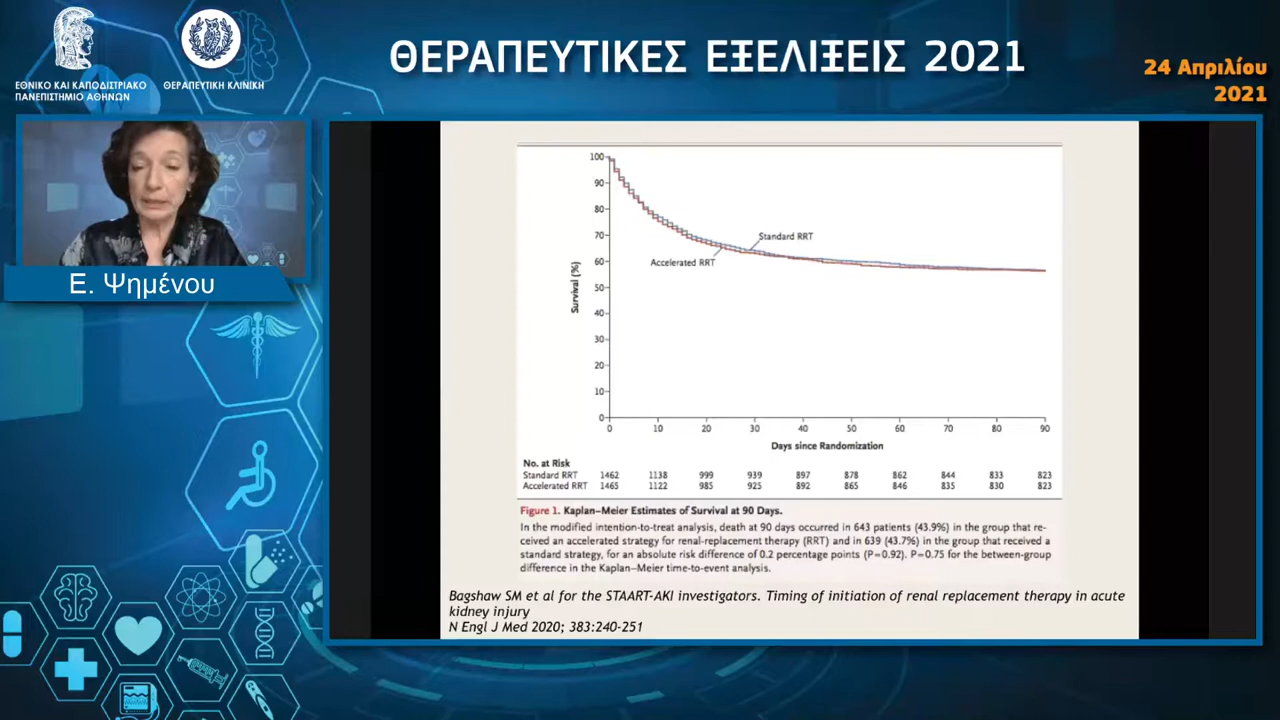 ΕΘΝΙΚΟ ΚΑΙ ΚΑΠΟΔΙΣΤΡΙΑΚΟ
ΠΑΝΕΠΙΣΤΗΜΙΟ ΑΘΗΝΩΝ
ΘΕΡΑΠΕΥΤΙΚΗ ΚΛΙΝΙΚΗ
ΘΕΡΑΠΕΥΤΙΚΕΣ ΕΞΕΛΙΞΕΙΣ 2021
24 Απριλίου
2021
Ε. Ψημένου
Survival (%)
100
90
80
70
60
50
40
30
20
10
0
Standard RRT
Accelerated RRT
0 10 20 30 40 50 60 70 80 90
Days since Randomization
No. at Risk
Standard RRT 1462 1138 999 939 897 878 862 844 833 823
Accelerated RRT 1465 1122 985 925 892 865 846 835 830 823
Figure 1. Kaplan–Meier Estimates of Survival at 90 Days.
In the modified intention-to-treat analysis, death at 90 days occurred in 643 patients (43.9%) in the group that re-
ceived an accelerated strategy for renal-replacement therapy (RRT) and in 639 (43.7%) in the group that received a
standard strategy, for an absolute risk difference of 0.2 percentage points (P=0.92). P=0.75 for the between-group
difference in the Kaplan–Meier time-to-event analysis.
Bagshaw SM et al for the STAART-AKI investigators. Timing of initiation of renal replacement therapy in acute
kidney injury
N Engl J Med 2020; 383:240-251